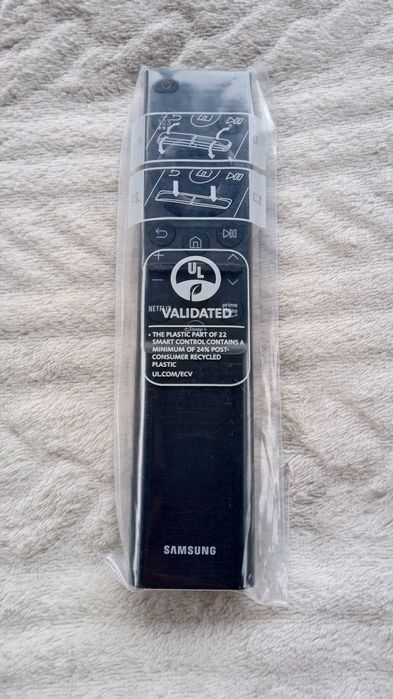 UL
NETFLIX
prime
VALIDATED
Disney+
• THE PLASTIC PART OF 22
SMART CONTROL CONTAINS A
MINIMUM OF 24% POST-
CONSUMER RECYCLED
PLASTIC
UL.COM/ECV
SAMSUNG